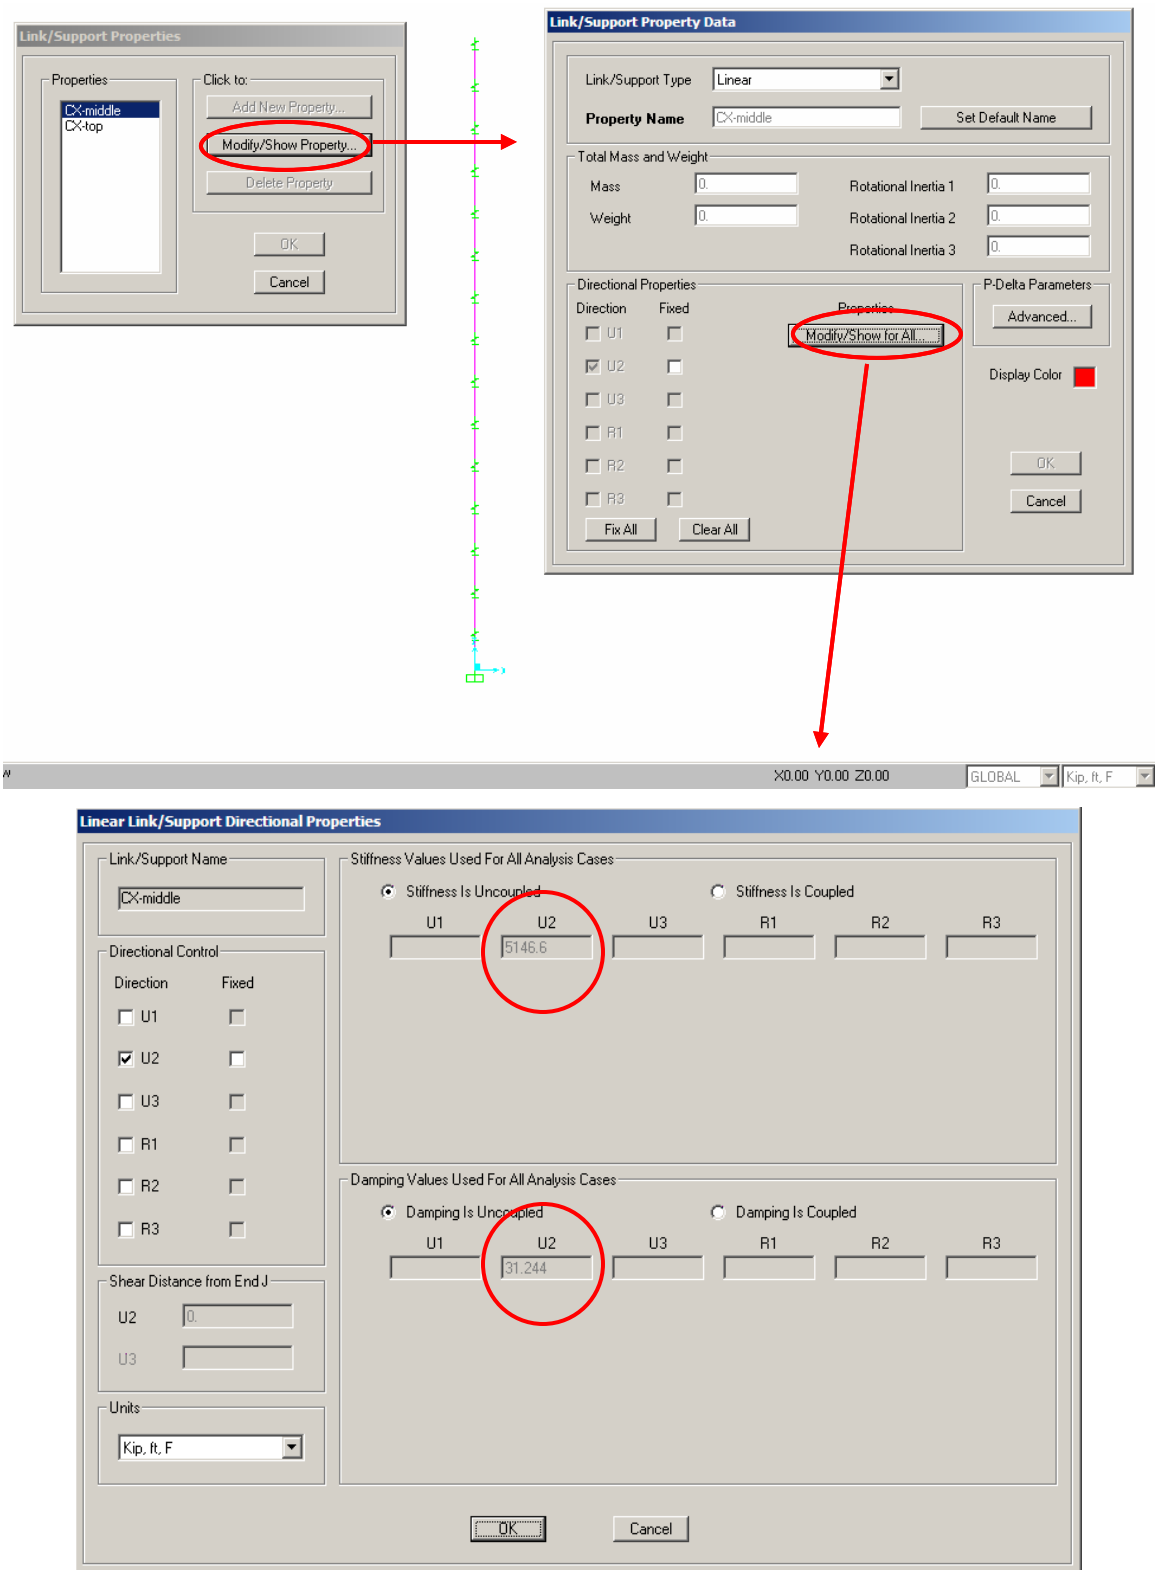 Link/Support Properties
Properties
CX-middle
CX-top
Click to:
Add New Property...
Modify/Show Property...
Delete Property
OK
Cancel
Link/Support Property Data
Link/Support Type
Linear
Property Name
CX-middle
Set Default Name
Total Mass and Weight
Mass
0.
Rotational Inertia 1
0.
Weight
0.
Rotational Inertia 2
0.
Rotational Inertia 3
0.
Directional Properties
Direction
Fixed
Properties
U1
Modify/Show for All...
U2
U3
R1
R2
R3
Fix All
Clear All
P-Delta Parameters
Advanced...
Display Color
OK
Cancel
X0.00 Y0.00 Z0.00
GLOBAL
Kip, ft, F
Linear Link/Support Directional Properties
Link/Support Name
CX-middle
Directional Control
Direction
Fixed
U1
U2
U3
R1
R2
R3
Shear Distance from End J
U2
0.
U3
Units
Kip, ft, F
Stiffness Values Used For All Analysis Cases
Stiffness Is Uncoupled
Stiffness Is Coupled
U1
U2
U3
R1
R2
R3
5146.6
Damping Values Used For All Analysis Cases
Damping Is Uncoupled
Damping Is Coupled
U1
U2
U3
R1
R2
R3
31.244
OK
Cancel